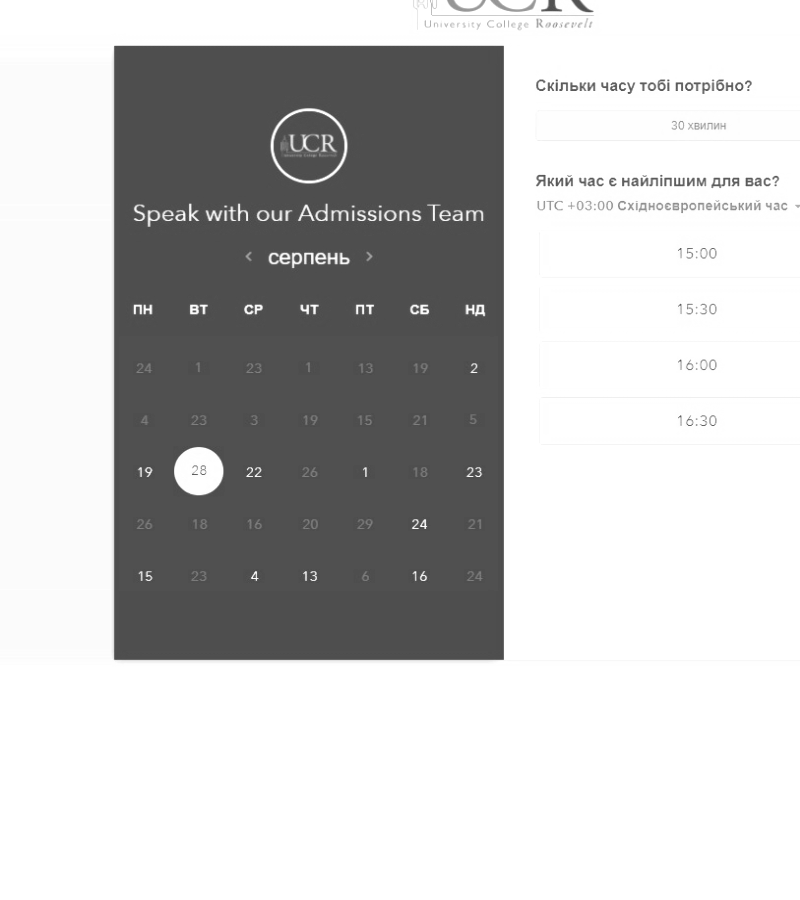 UCR
University College Roosevelt
UCR
Speak with our Admissions Team
серпень
ПН ВТ СР ЧТ ПТ СБ НД
24 1 23 1 13 19 2
4 23 3 19 15 21 5
19 28 22 26 1 18 23
26 18 16 20 29 24 21
15 23 4 13 6 16 24
Скільки часу тобі потрібно?
30 хвилин
Який час є найліпшим для вас?
UTC +03:00 Східноєвропейський час
15:00
15:30
16:00
16:30